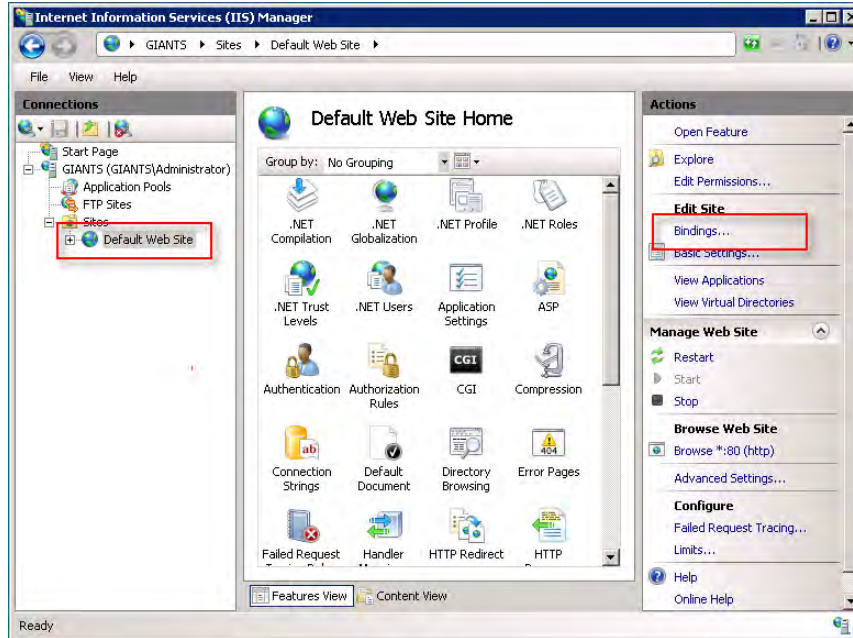 Internet Information Services (IIS) Manager
GIANTS Sites Default Web Site
File View Help
Connections
Start Page
GIANTS (GIANTS\Administrator)
Application Pools
FTP Sites
Sites
Default Web Site
Default Web Site Home
Group by: No Grouping
.NET Compilation
.NET Globalization
.NET Profile
.NET Roles
.NET Trust Levels
.NET Users
Application Settings
ASP
Authentication
Authorization Rules
CGI
CGI
Compression
ab
Connection Strings
Default Document
Directory Browsing
404
Error Pages
Failed Request
Handler
HTTP Redirect
HTTP
Features View
Content View
Actions
Open Feature
Explore
Edit Permissions...
Edit Site
Bindings...
Basic Settings...
View Applications
View Virtual Directories
Manage Web Site
Restart
Start
Stop
Browse Web Site
Browse *:80 (http)
Advanced Settings...
Configure
Failed Request Tracing...
Limits...
Help
Online Help
Ready